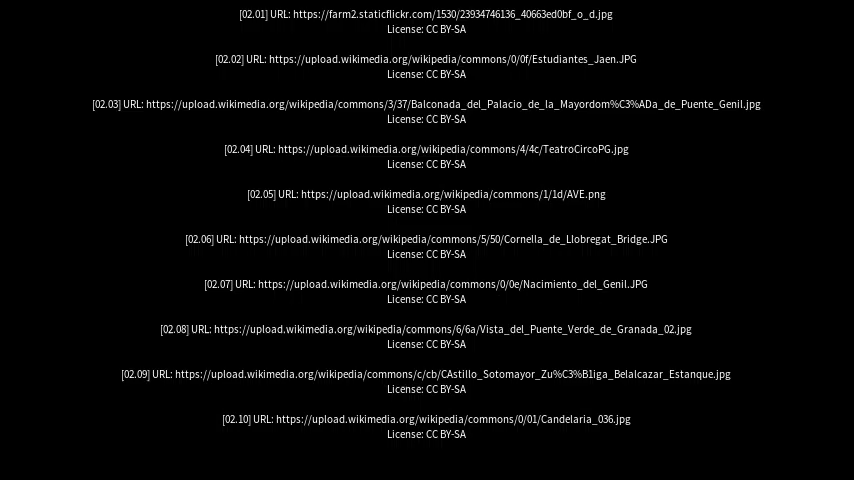 [02.01] URL: https://farm2.staticflickr.com/1530/23934746136_40663ed0bf_o_d.jpg
License: CC BY-SA
[02.02] URL: https://upload.wikimedia.org/wikipedia/commons/0/0f/Estudiantes_Jaen.JPG
License: CC BY-SA
[02.03] URL: https://upload.wikimedia.org/wikipedia/commons/3/37/Balconada_del_Palacio_de_la_Mayordom%C3%ADa_de_Puente_Genil.jpg
License: CC BY-SA
[02.04] URL: https://upload.wikimedia.org/wikipedia/commons/4/4c/TeatroCircoPG.jpg
License: CC BY-SA
[02.05] URL: https://upload.wikimedia.org/wikipedia/commons/1/1d/AVE.png
License: CC BY-SA
[02.06] URL: https://upload.wikimedia.org/wikipedia/commons/5/50/Cornella_de_Llobregat_Bridge.JPG
License: CC BY-SA
[02.07] URL: https://upload.wikimedia.org/wikipedia/commons/0/0e/Nacimiento_del_Genil.JPG
License: CC BY-SA
[02.08] URL: https://upload.wikimedia.org/wikipedia/commons/6/6a/Vista_del_Puente_Verde_de_Granada_02.jpg
License: CC BY-SA
[02.09] URL: https://upload.wikimedia.org/wikipedia/commons/c/cb/CAstillo_Sotomayor_Zu%C3%B1iga_Belalcazar_Estanque.jpg
License: CC BY-SA
[02.10] URL: https://upload.wikimedia.org/wikipedia/commons/0/01/Candelaria_036.jpg
License: CC BY-SA